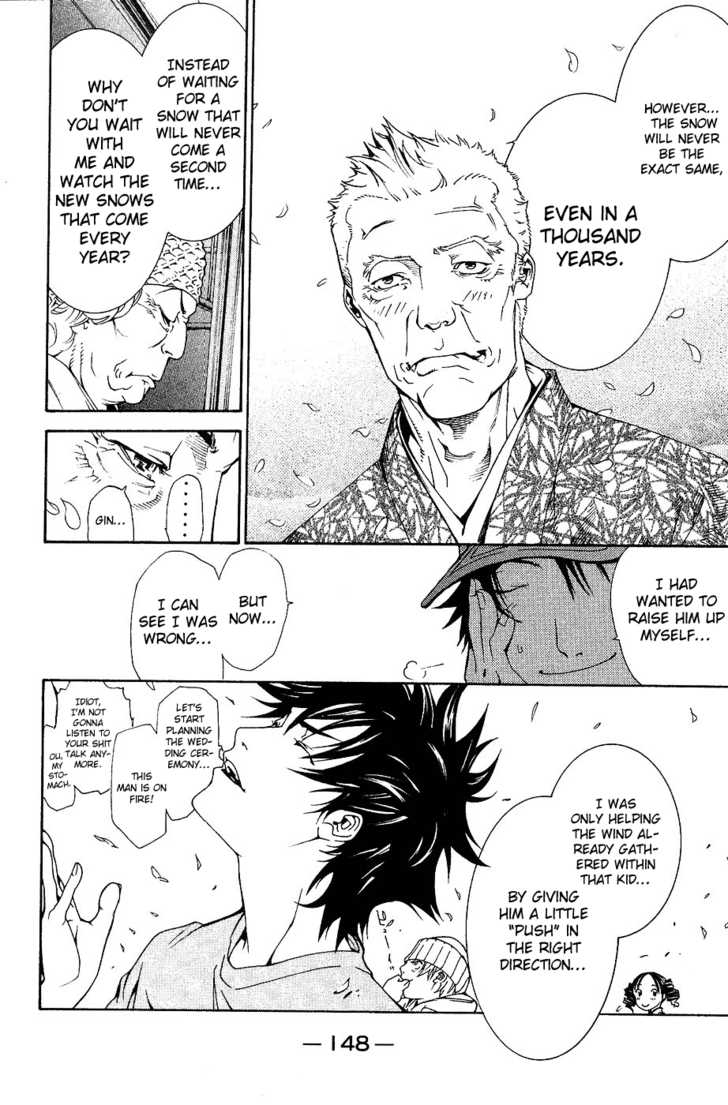 HOWEVER...
THE SNOW
WILL NEVER
BE THE
EXACT SAME,
EVEN IN A
THOUSAND
YEARS.
INSTEAD
OF WAITING
FOR A
SNOW THAT
WILL NEVER
COME A
SECOND
TIME...
WHY
DON'T
YOU WAIT
WITH
ME AND
WATCH THE
NEW SNOWS
THAT COME
EVERY
YEAR?
......
GIN...
I HAD
WANTED TO
RAISE HIM UP
MYSELF...
BUT
NOW...
I CAN
SEE I WAS
WRONG...
I WAS
ONLY HELPING
THE WIND AL-
READY GATH-
ERED WITHIN
THAT KID...
BY GIVING
HIM A LITTLE
"PUSH" IN
THE RIGHT
DIRECTION...
LET'S
START
PLANNING
THE WED-
DING CER-
EMONY...
THIS
MAN IS ON
FIRE!
IDIOT,
I'M NOT
GONNA
LISTEN TO
YOUR SHIT
TALK ANY-
MORE.
OU,
MY
STO-
MACH.
— 148 —